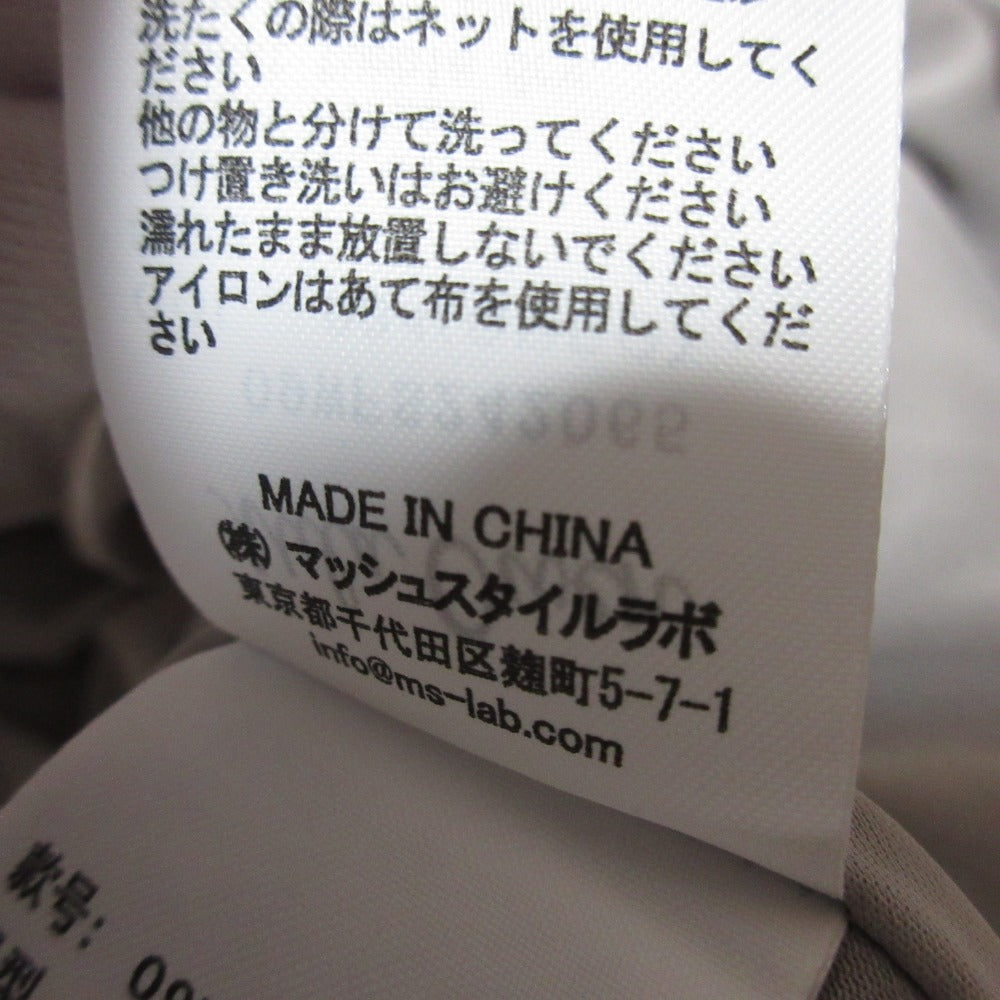 洗たくの際はネットを使用してく
ださい
他の物と分けて洗ってください
つけ置き洗いはお避けください
濡れたまま放置しないでください
アイロンはあて布を使用してくだ
さい
MADE IN CHINA
(株)マッシュスタイルラボ
東京都千代田区麹町5-7-1
info@ms-lab.com
款号: